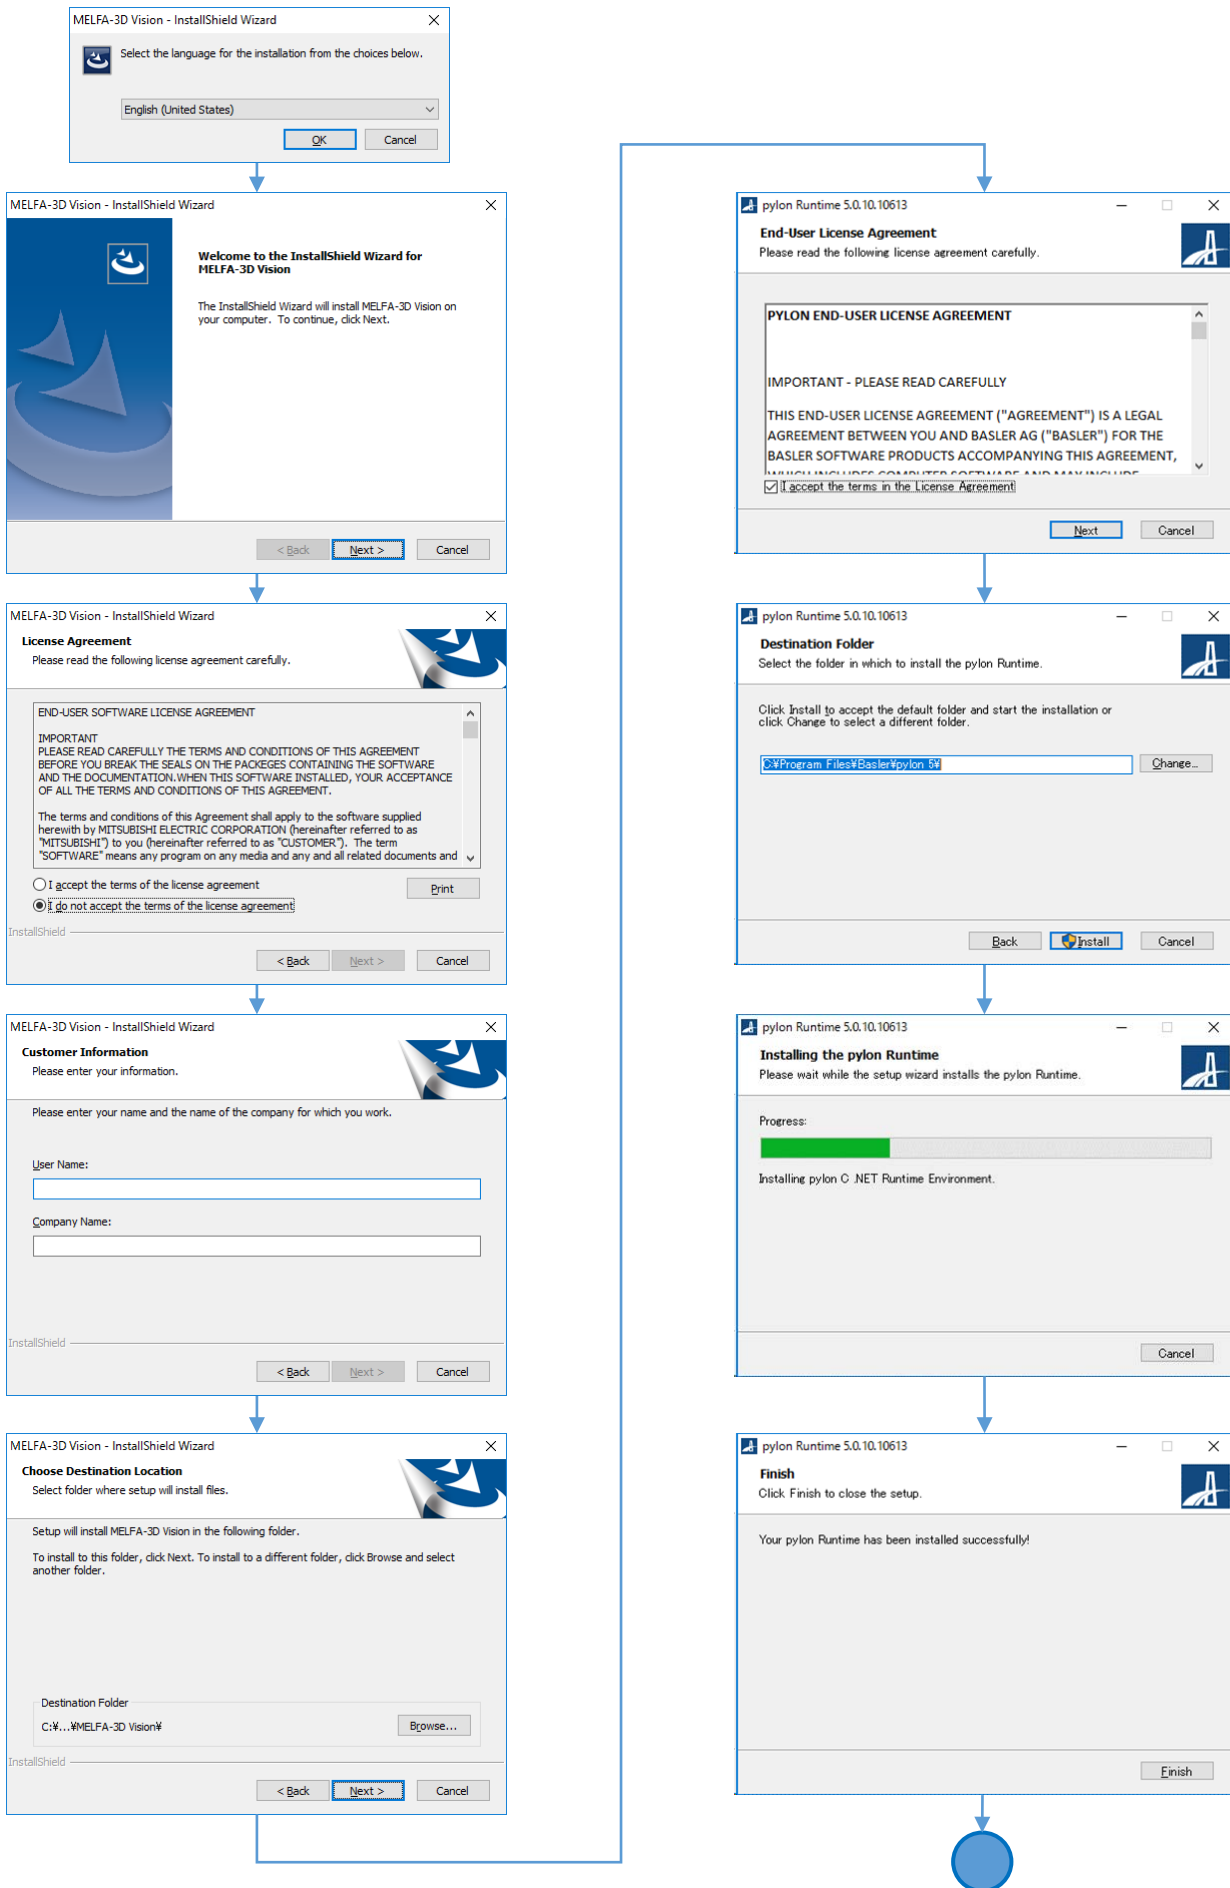 MELFA-3D Vision - InstallShield Wizard
Select the language for the installation from the choices below.
English (United States)
OK
Cancel
MELFA-3D Vision - InstallShield Wizard
Welcome to the InstallShield Wizard for
MELFA-3D Vision
The InstallShield Wizard will install MELFA-3D Vision on
your computer. To continue, click Next.
< Back
Next >
Cancel
MELFA-3D Vision - InstallShield Wizard
License Agreement
Please read the following license agreement carefully.
END-USER SOFTWARE LICENSE AGREEMENT
IMPORTANT
PLEASE READ CAREFULLY THE TERMS AND CONDITIONS OF THIS AGREEMENT
BEFORE YOU BREAK THE SEALS ON THE PACKEGES CONTAINING THE SOFTWARE
AND THE DOCUMENTATION.WHEN THIS SOFTWARE INSTALLED, YOUR ACCEPTANCE
OF ALL THE TERMS AND CONDITIONS OF THIS AGREEMENT.
The terms and conditions of this Agreement shall apply to the software supplied
herewith by MITSUBISHI ELECTRIC CORPORATION (hereinafter referred to as
"MITSUBISHI") to you (hereinafter referred to as "CUSTOMER"). The term
"SOFTWARE" means any program on any media and any and all related documents and
I accept the terms of the license agreement
Print
I do not accept the terms of the license agreement
InstallShield
< Back
Next >
Cancel
MELFA-3D Vision - InstallShield Wizard
Customer Information
Please enter your information.
Please enter your name and the name of the company for which you work.
User Name:
Company Name:
InstallShield
< Back
Next >
Cancel
MELFA-3D Vision - InstallShield Wizard
Choose Destination Location
Select folder where setup will install files.
Setup will install MELFA-3D Vision in the following folder.
To install to this folder, click Next. To install to a different folder, click Browse and select
another folder.
Destination Folder
C:¥...¥MELFA-3D Vision¥
Browse...
InstallShield
< Back
Next >
Cancel
pylon Runtime 5.0.10.10613
End-User License Agreement
Please read the following license agreement carefully.
PYLON END-USER LICENSE AGREEMENT
IMPORTANT - PLEASE READ CAREFULLY
THIS END-USER LICENSE AGREEMENT ("AGREEMENT") IS A LEGAL
AGREEMENT BETWEEN YOU AND BASLER AG ("BASLER") FOR THE
BASLER SOFTWARE PRODUCTS ACCOMPANYING THIS AGREEMENT,
WHICH INCLUDES COMPUTER SOFTWARE AND MAY INCLUDE
I accept the terms in the License Agreement
Next
Cancel
pylon Runtime 5.0.10.10613
Destination Folder
Select the folder in which to install the pylon Runtime.
Click Install to accept the default folder and start the installation or
click Change to select a different folder.
C:¥Program Files¥Basler¥pylon 5¥
Change...
Back
Install
Cancel
pylon Runtime 5.0.10.10613
Installing the pylon Runtime
Please wait while the setup wizard installs the pylon Runtime.
Progress:
Installing pylon C .NET Runtime Environment.
Cancel
pylon Runtime 5.0.10.10613
Finish
Click Finish to close the setup.
Your pylon Runtime has been installed successfully!
Finish